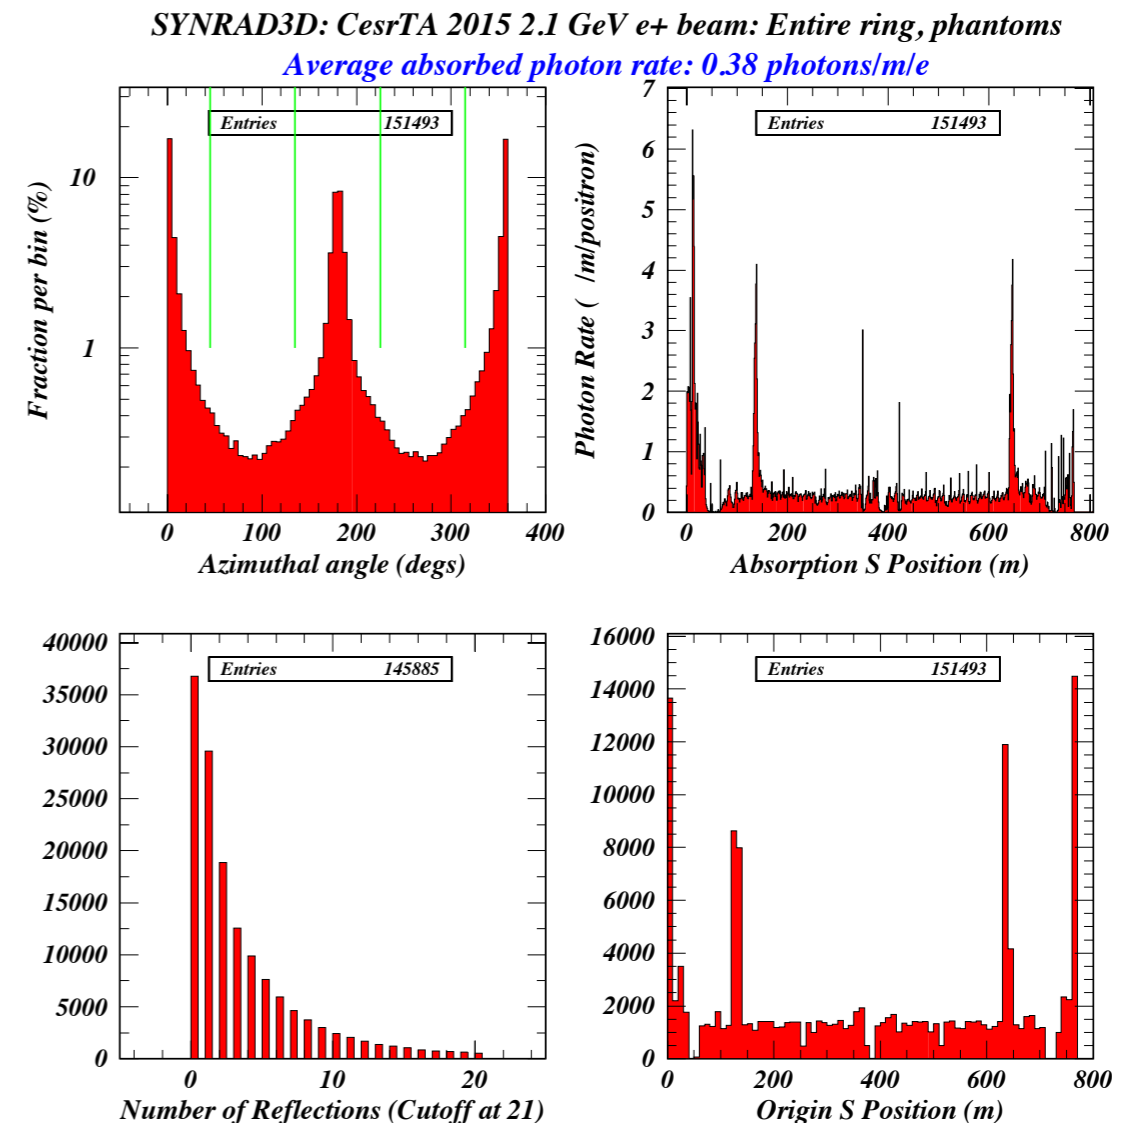 SYNRAD3D: CesrTA 2015 2.1 GeV e+ beam: Entire ring, phantoms
Average absorbed photon rate: 0.38 photons/m/e
Entries 151493
10
1
Fraction per bin (%)
0 100 200 300 400
Azimuthal angle (degs)
Entries 151493
7
6
5
4
3
2
1
0
Photon Rate ( /m/positron)
0 200 400 600 800
Absorption S Position (m)
Entries 145885
40000
35000
30000
25000
20000
15000
10000
5000
0
0 10 20
Number of Reflections (Cutoff at 21)
Entries 151493
16000
14000
12000
10000
8000
6000
4000
2000
0
0 200 400 600 800
Origin S Position (m)